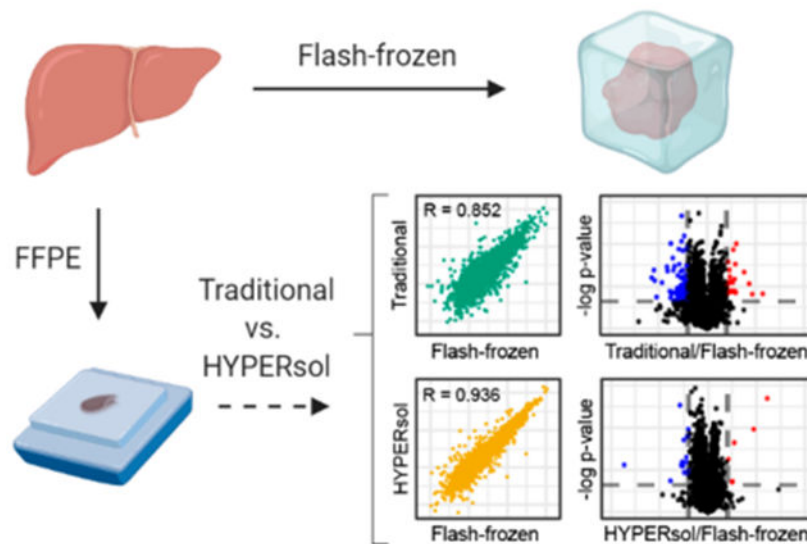 Flash-frozen
FFPE
Traditional
vs.
HYPERsol
R = 0.852
Traditional
Flash-frozen
-log p-value
Traditional/Flash-frozen
R = 0.936
HYPERsol
Flash-frozen
-log p-value
HYPERsol/Flash-frozen